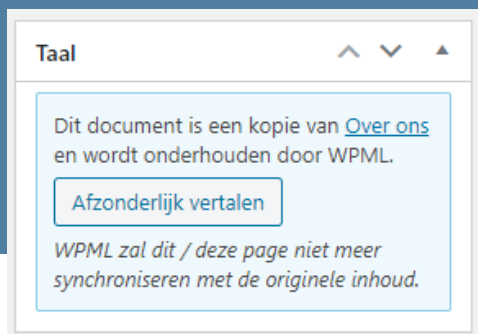 Taal
Dit document is een kopie van Over ons
en wordt onderhouden door WPML.
Afzonderlijk vertalen
WPML zal dit / deze page niet meer
synchroniseren met de originele inhoud.